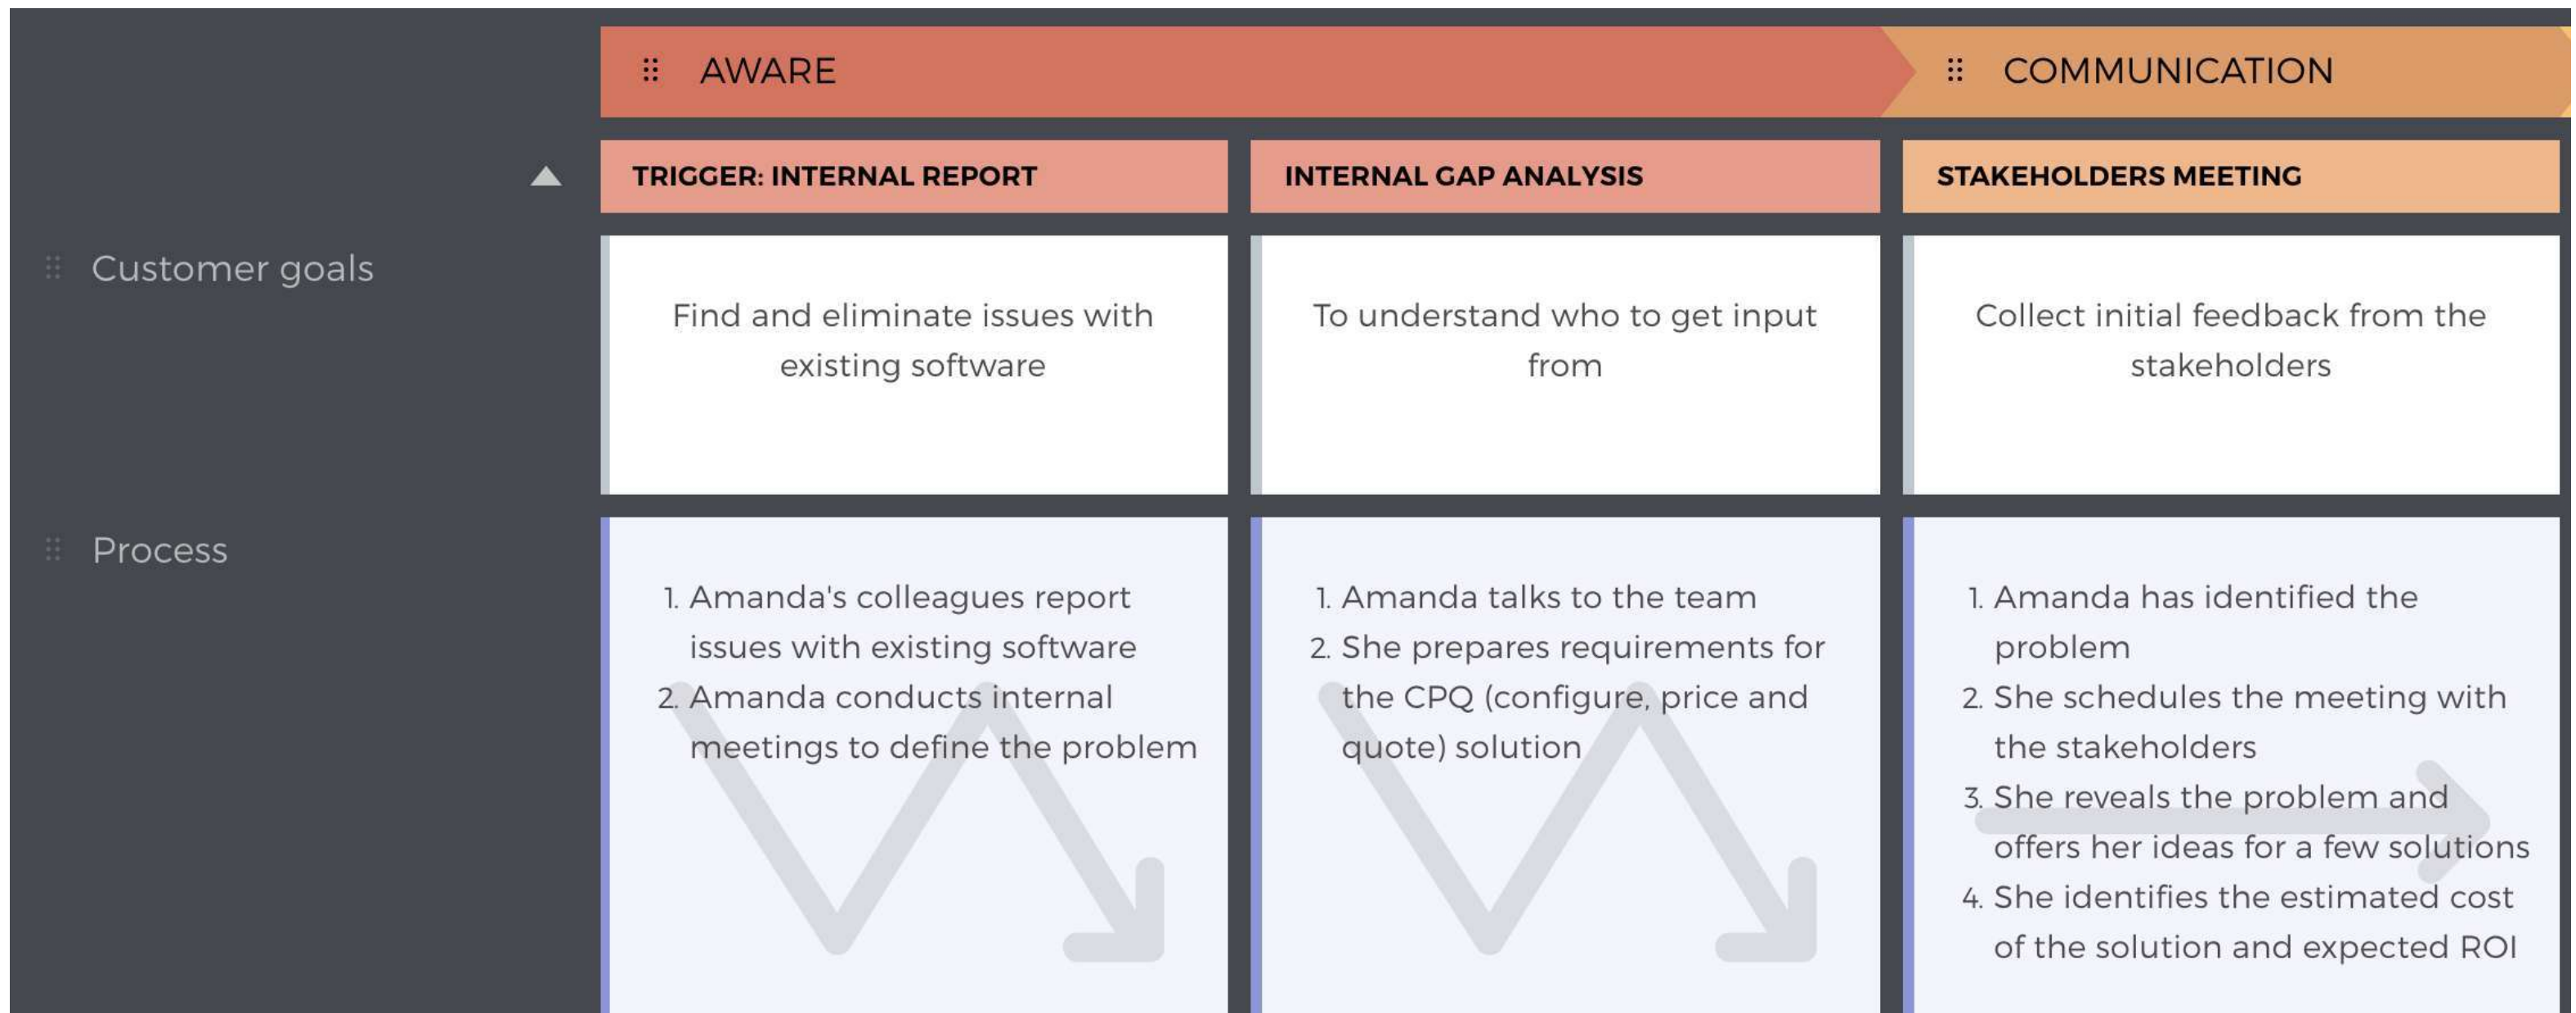 AWARE
COMMUNICATION
TRIGGER: INTERNAL REPORT
INTERNAL GAP ANALYSIS
STAKEHOLDERS MEETING
Customer goals
Find and eliminate issues with
existing software
To understand who to get input
from
Collect initial feedback from the
stakeholders
Process
1. Amanda's colleagues report
issues with existing software
2. Amanda conducts internal
meetings to define the problem
1. Amanda talks to the team
2. She prepares requirements for
the CPQ (configure, price and
quote) solution
1. Amanda has identified the
problem
2. She schedules the meeting with
the stakeholders
3. She reveals the problem and
offers her ideas for a few solutions
4. She identifies the estimated cost
of the solution and expected ROI